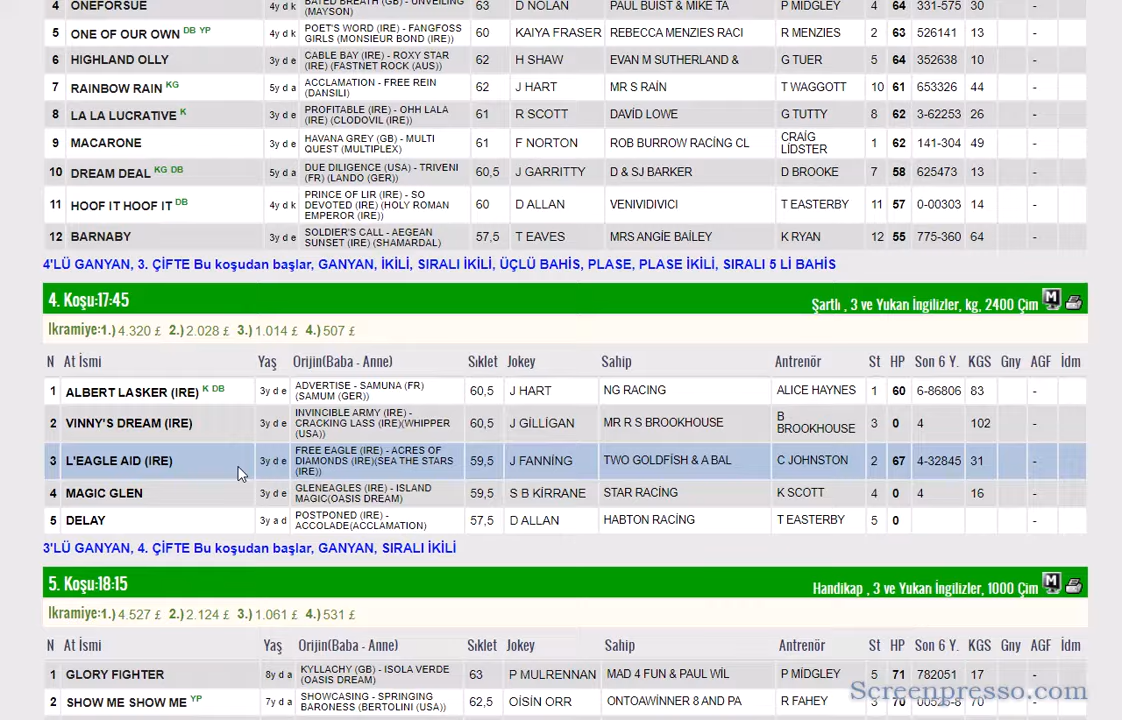 4 ONEFORSUE 4y d k BATED BREATH (GB) - UNVEILING (MAYSON) 63 D NOLAN PAUL BUIST & MIKE TA P MIDGLEY 4 64 331-575 30
5 ONE OF OUR OWN DB YP 4y d k POET'S WORD (IRE) - FANGFOSS GIRLS (MONSIEUR BOND (IRE)) 60 KAIYA FRASER REBECCA MENZIES RACI R MENZIES 2 63 526141 13
6 HIGHLAND OLLY 3y d e CABLE BAY (IRE) - ROXY STAR (IRE) (FASTNET ROCK (AUS)) 62 H SHAW EVAN M SUTHERLAND & G TUER 5 64 352638 10
7 RAINBOW RAIN KG 5y d a ACCLAMATION - FREE REIN (DANSILI) 62 J HART MR S RAİN T WAGGOTT 10 61 653326 44
8 LA LA LUCRATIVE K 3y d e PROFITABLE (IRE) - OHH LALA (IRE) (CLODOVIL (IRE)) 61 R SCOTT DAVİD LOWE G TUTTY 8 62 3-62253 26
9 MACARONE 3y d e HAVANA GREY (GB) - MULTI QUEST (MULTIPLEX) 61 F NORTON ROB BURROW RACİNG CL CRAİG LİDSTER 1 62 141-304 49
10 DREAM DEAL KG DB 5y d a DUE DILIGENCE (USA) - TRIVENI (FR) (LANDO (GER)) 60,5 J GARRITTY D & SJ BARKER D BROOKE 7 58 625473 13
11 HOOF IT HOOF IT DB 4y d k PRINCE OF LIR (IRE) - SO DEVOTED (IRE) (HOLY ROMAN EMPEROR (IRE)) 60 D ALLAN VENIVIDIVICI T EASTERBY 11 57 0-00303 14
12 BARNABY 3y d e SOLDIER'S CALL - AEGEAN SUNSET (IRE) (SHAMARDAL) 57,5 T EAVES MRS ANGİE BAİLEY K RYAN 12 55 775-360 64
4'LÜ GANYAN, 3. ÇİFTE Bu koşudan başlar, GANYAN, İKİLİ, SIRALI İKİLİ, ÜÇLÜ BAHİS, PLASE, PLASE İKİLİ, SIRALI 5 Lİ BAHİS
4. Koşu:17:45 Şartlı , 3 ve Yukarı İngilizler, kg, 2400 Çim M
İkramiye:1.) 4.320 £ 2.) 2.028 £ 3.) 1.014 £ 4.) 507 £
N At İsmi Yaş Orijin(Baba - Anne) Sıklet Jokey Sahip Antrenör St HP Son 6 Y. KGS Gny AGF İdm
1 ALBERT LASKER (IRE) K DB 3y d e ADVERTISE - SAMUNA (FR) (SAMUM (GER)) 60,5 J HART NG RACING ALICE HAYNES 1 60 6-86806 83 -
2 VINNY'S DREAM (IRE) 3y d e INVINCIBLE ARMY (IRE) - CRACKING LASS (IRE)(WHIPPER (USA)) 60,5 J GİLLİGAN MR R S BROOKHOUSE B BROOKHOUSE 3 0 4 102 -
3 L'EAGLE AID (IRE) 3y d e FREE EAGLE (IRE) - ACRES OF DIAMONDS (IRE)(SEA THE STARS (IRE)) 59,5 J FANNİNG TWO GOLDFİSH & A BAL C JOHNSTON 2 67 4-32845 31 -
4 MAGIC GLEN 3y d e GLENEAGLES (IRE) - ISLAND MAGIC(OASIS DREAM) 59,5 S B KİRRANE STAR RACİNG K SCOTT 4 0 4 16 -
5 DELAY 3y a d POSTPONED (IRE) - ACCOLADE(ACCLAMATION) 57,5 D ALLAN HABTON RACİNG T EASTERBY 5 0 -
3'LÜ GANYAN, 4. ÇİFTE Bu koşudan başlar, GANYAN, SIRALI İKİLİ
5. Koşu:18:15 Handikap , 3 ve Yukarı İngilizler, 1000 Çim M
İkramiye:1.) 4.527 £ 2.) 2.124 £ 3.) 1.061 £ 4.) 531 £
N At İsmi Yaş Orijin(Baba - Anne) Sıklet Jokey Sahip Antrenör St HP Son 6 Y. KGS Gny AGF İdm
1 GLORY FIGHTER 8y d a KYLLACHY (GB) - ISOLA VERDE (OASIS DREAM) 63 P MULRENNAN MAD 4 FUN & PAUL WİL P MİDGLEY 5 71 782051 17 -
2 SHOW ME SHOW ME YP 7y d a SHOWCASING - SPRINGING BARONESS (BERTOLINI (USA)) 62,5 OİSİN ORR ONTOAWİNNER 8 AND PA R FAHEY 3 70 00525-8 70 -
Screenpresso.com